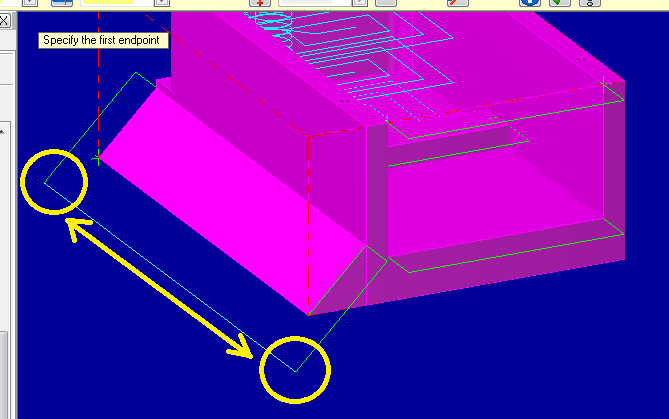 Specify the first endpoint